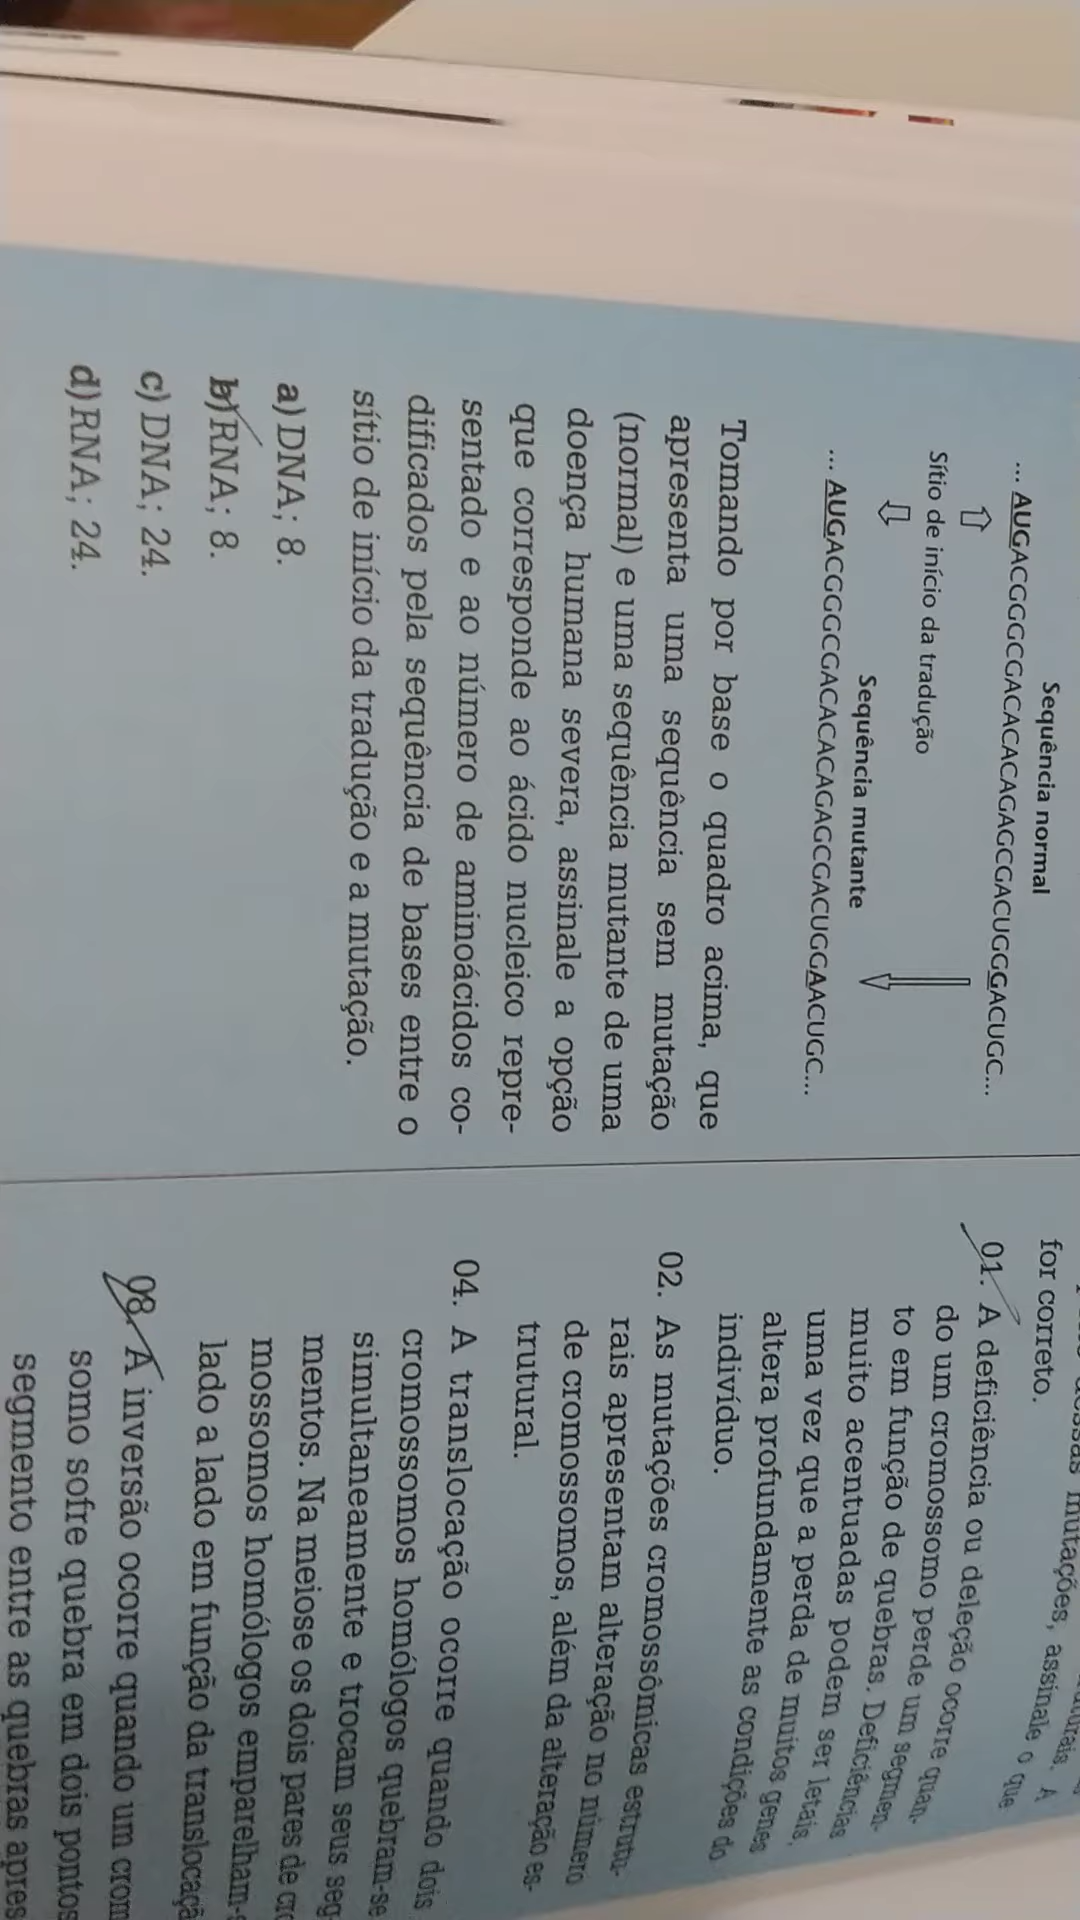 Sequência normal
... AUGACGGGCGACACACAGAGCGACUGGGACUGC...
Sítio de início da tradução
Sequência mutante
... AUGACGGGCGACACACAGAGCGACUGGAACUGC...
Tomando por base o quadro acima, que
apresenta uma sequência sem mutação
(normal) e uma sequência mutante de uma
doença humana severa, assinale a opção
que corresponde ao ácido nucleico repre-
sentado e ao número de aminoácidos co-
dificados pela sequência de bases entre o
sítio de início da tradução e a mutação.
a) DNA; 8.
b) RNA; 8.
c) DNA; 24.
d) RNA; 24.
mutações, assinale o que
for correto.
01. A deficiência ou deleção ocorre quan-
do um cromossomo perde um segmen-
to em função de quebras. Deficiências
muito acentuadas podem ser letais,
uma vez que a perda de muitos genes
altera profundamente as condições do
indivíduo.
02. As mutações cromossômicas estrutu-
rais apresentam alteração no número
de cromossomos, além da alteração es-
trutural.
04. A translocação ocorre quando dois
cromossomos homólogos quebram-se
simultaneamente e trocam seus seg-
mentos. Na meiose os dois pares de cro
mossomos homólogos emparelham-
lado a lado em função da translocaçã
08. A inversão ocorre quando um crom
somo sofre quebra em dois pontos
segmento entre as quebras apres